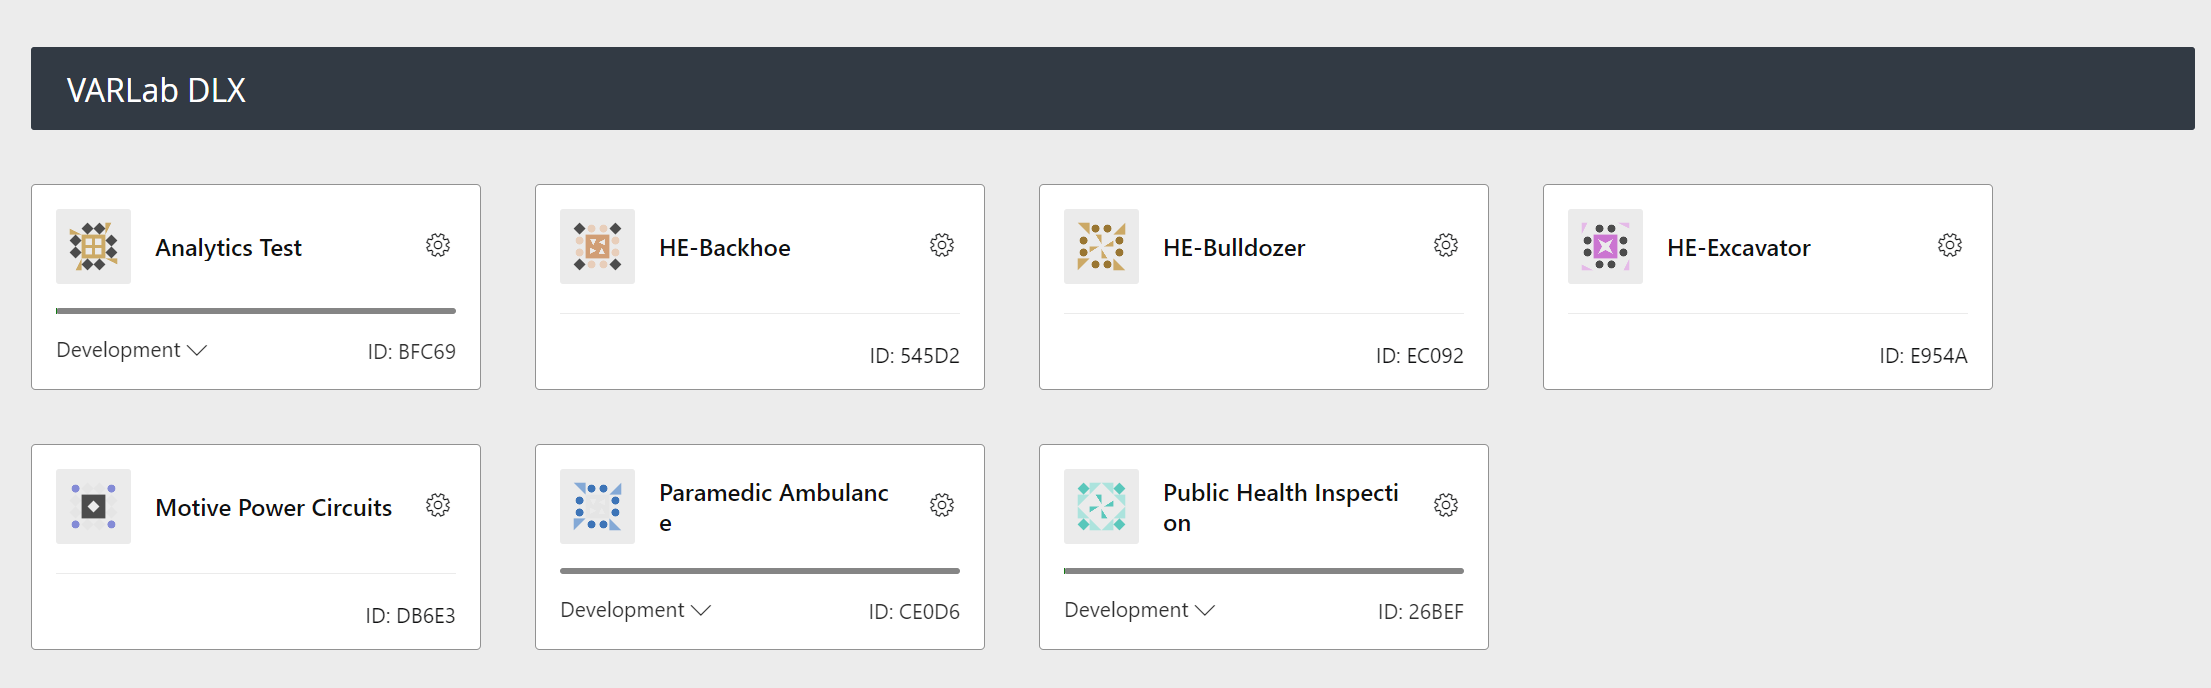 VARLab DLX
Analytics Test
Development
ID: BFC69
HE-Backhoe
ID: 545D2
HE-Bulldozer
ID: EC092
HE-Excavator
ID: E954A
Motive Power Circuits
ID: DB6E3
Paramedic Ambulanc
e
Development
ID: CE0D6
Public Health Inspecti
on
Development
ID: 26BEF